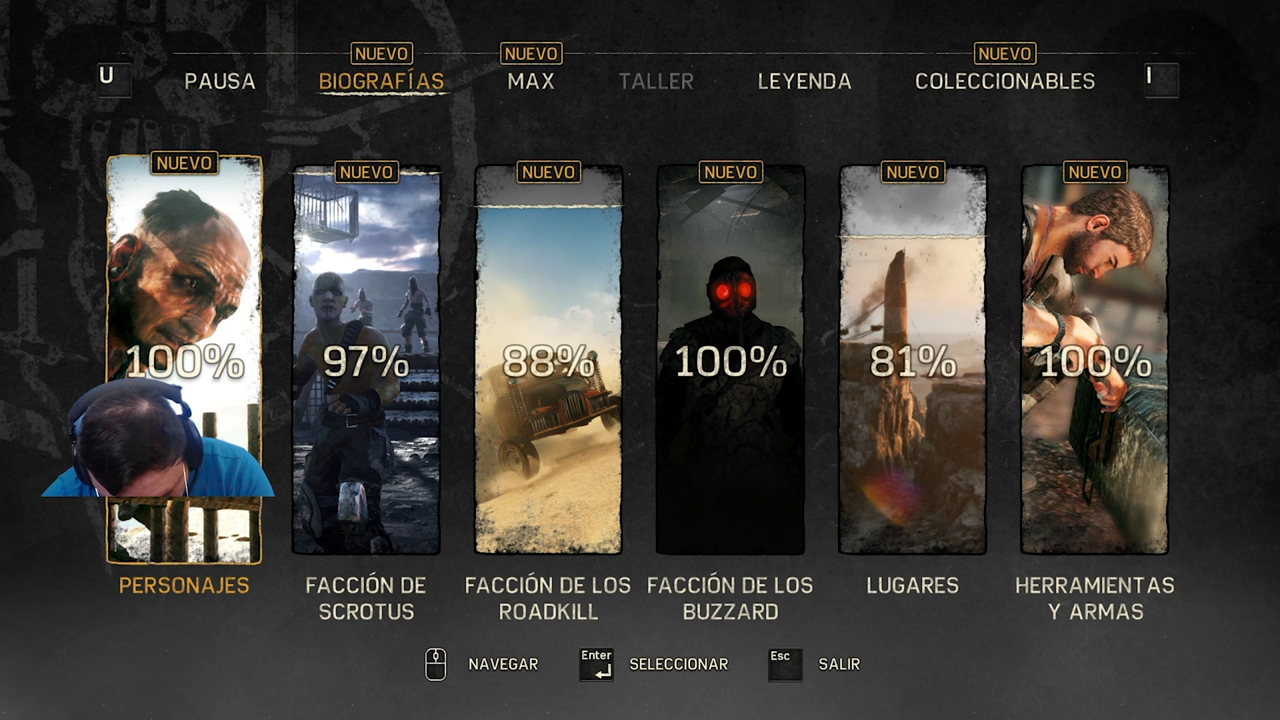 NUEVO NUEVO NUEVO
U PAUSA BIOGRAFÍAS MAX TALLER LEYENDA COLECCIONABLES I
NUEVO NUEVO NUEVO NUEVO NUEVO NUEVO
100% 97% 88% 100% 81% 100%
PERSONAJES FACCIÓN DE FACCIÓN DE LOS FACCIÓN DE LOS LUGARES HERRAMIENTAS
SCROTUS ROADKILL BUZZARD Y ARMAS
NAVEGAR Enter SELECCIONAR Esc SALIR